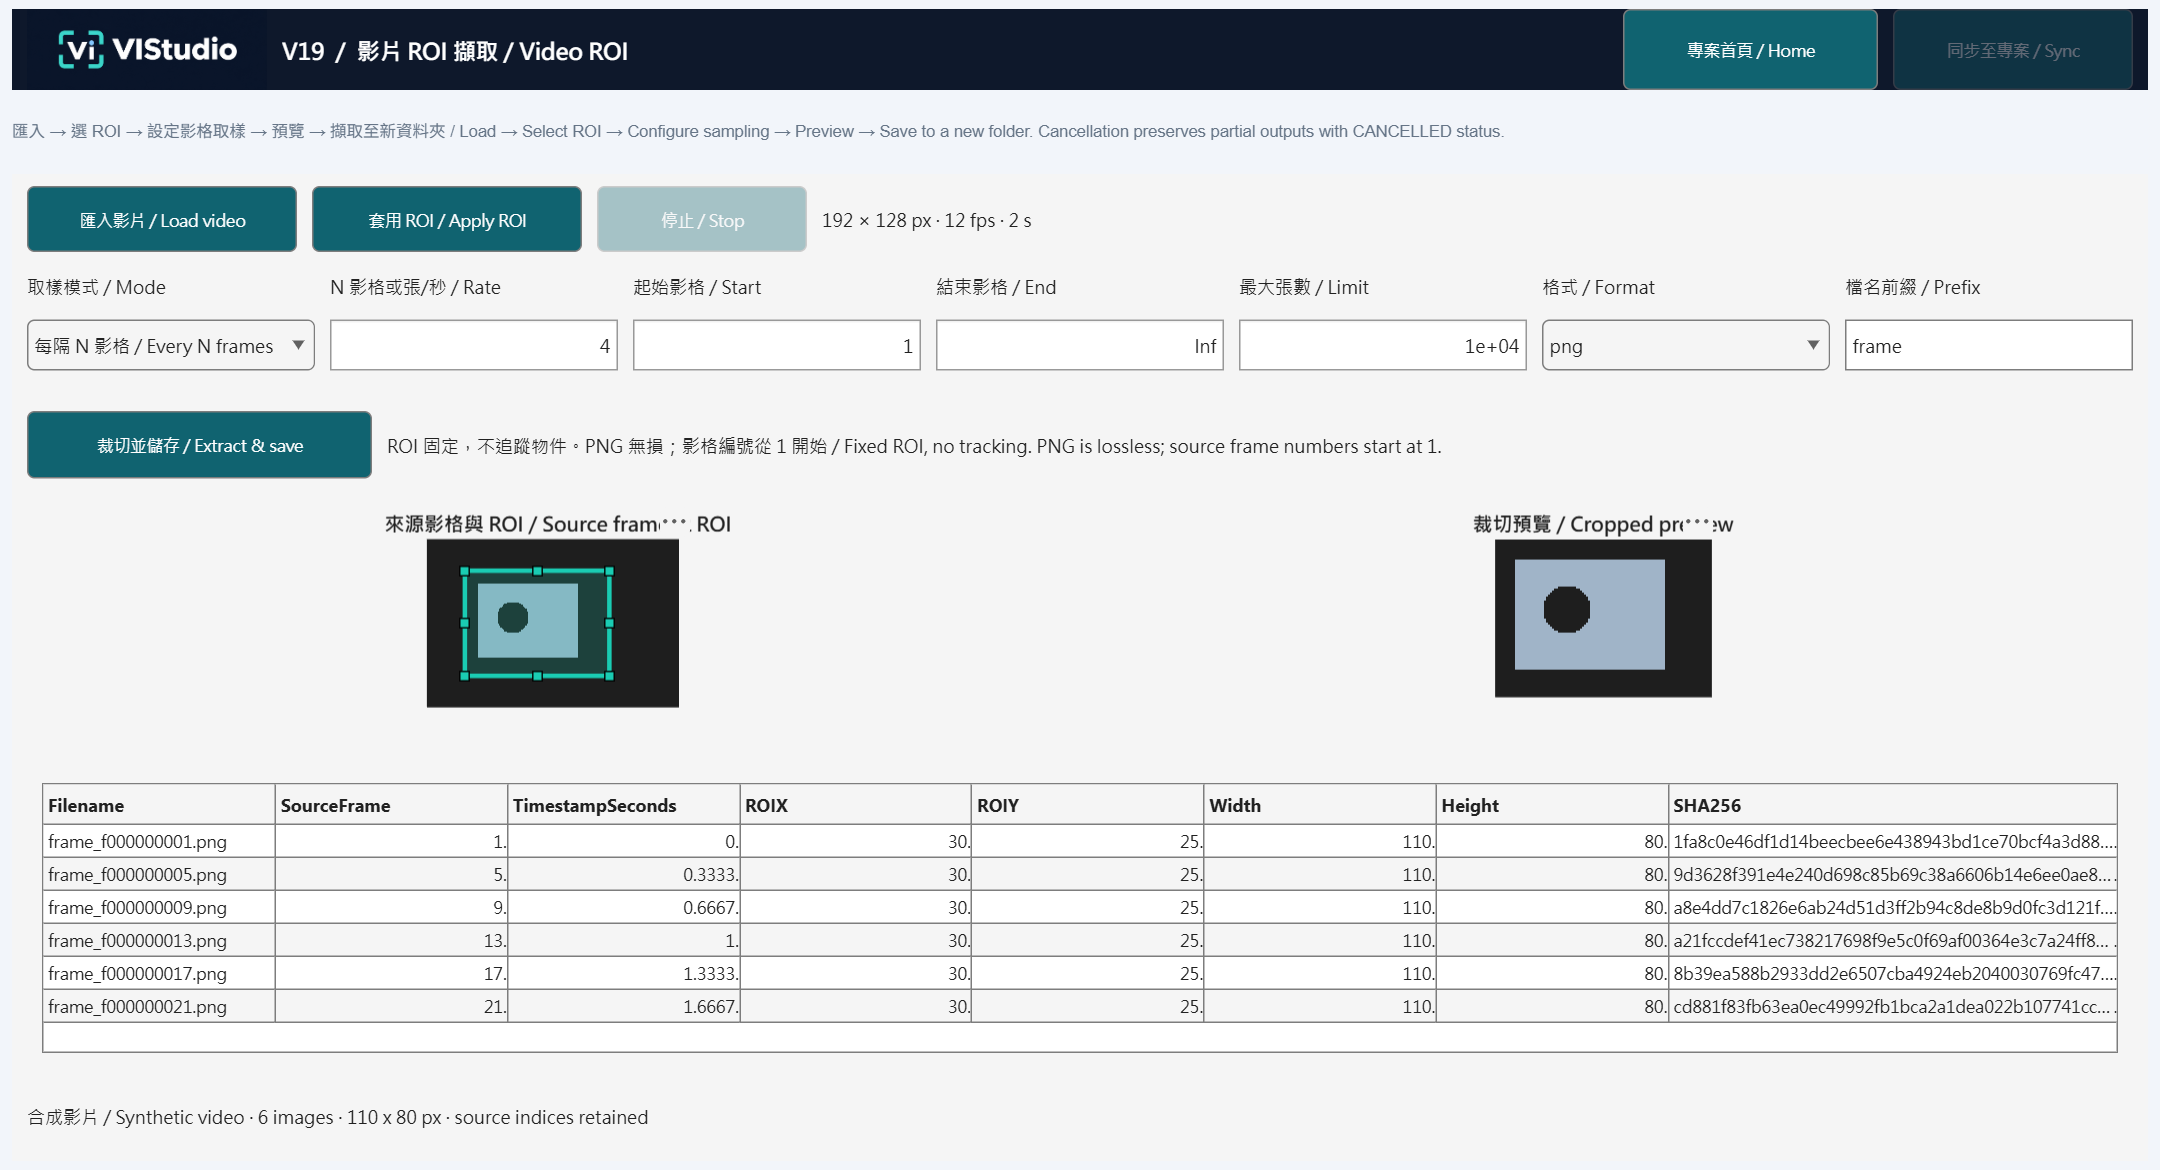 Vi VIStudio V19 / 影片 ROI 擷取 / Video ROI
專案首頁 / Home
同步至專案 / Sync
匯入 → 選 ROI → 設定影格取樣 → 預覽 → 擷取至新資料夾 / Load → Select ROI → Configure sampling → Preview → Save to a new folder. Cancellation preserves partial outputs with CANCELLED status.
匯入影片 / Load video
套用 ROI / Apply ROI
停止 / Stop
192 × 128 px · 12 fps · 2 s
取樣模式 / Mode
N 影格或張/秒 / Rate
起始影格 / Start
結束影格 / End
最大張數 / Limit
格式 / Format
檔名前綴 / Prefix
每隔 N 影格 / Every N frames
4
1
Inf
1e+04
png
frame
裁切並儲存 / Extract & save
ROI 固定，不追蹤物件。PNG 無損；影格編號從 1 開始 / Fixed ROI, no tracking. PNG is lossless; source frame numbers start at 1.
來源影格與 ROI / Source ROI
裁切預覽 / Cropped
Filename SourceFrame TimestampSeconds ROIX ROIY Width Height SHA256
frame_f000000001.png 1. 0. 30. 25. 110. 80. 1fa8c0e46df1d14beecbee6e438943bd1ce70bcf4a3d88....
frame_f000000005.png 5. 0.3333. 30. 25. 110. 80. 9d3628f391e4e240d698c85b69c38a6606b14e6ee0ae8... .
frame_f000000009.png 9. 0.6667. 30. 25. 110. 80. a8e4dd7c1826e6ab24d51d3ff2b94c8de8b9d0fc3d121f....
frame_f000000013.png 13. 1. 30. 25. 110. 80. a21fccdef41ec738217698f9e5c0f69af00364e3c7a24ff8... .
frame_f000000017.png 17. 1.3333. 30. 25. 110. 80. 8b39ea588b2933dd2e6507cba4924eb2040030769fc47....
frame_f000000021.png 21. 1.6667. 30. 25. 110. 80. cd881f83fb63ea0ec49992fb1bca2a1dea022b107741cc... .
合成影片 / Synthetic video · 6 images · 110 x 80 px · source indices retained